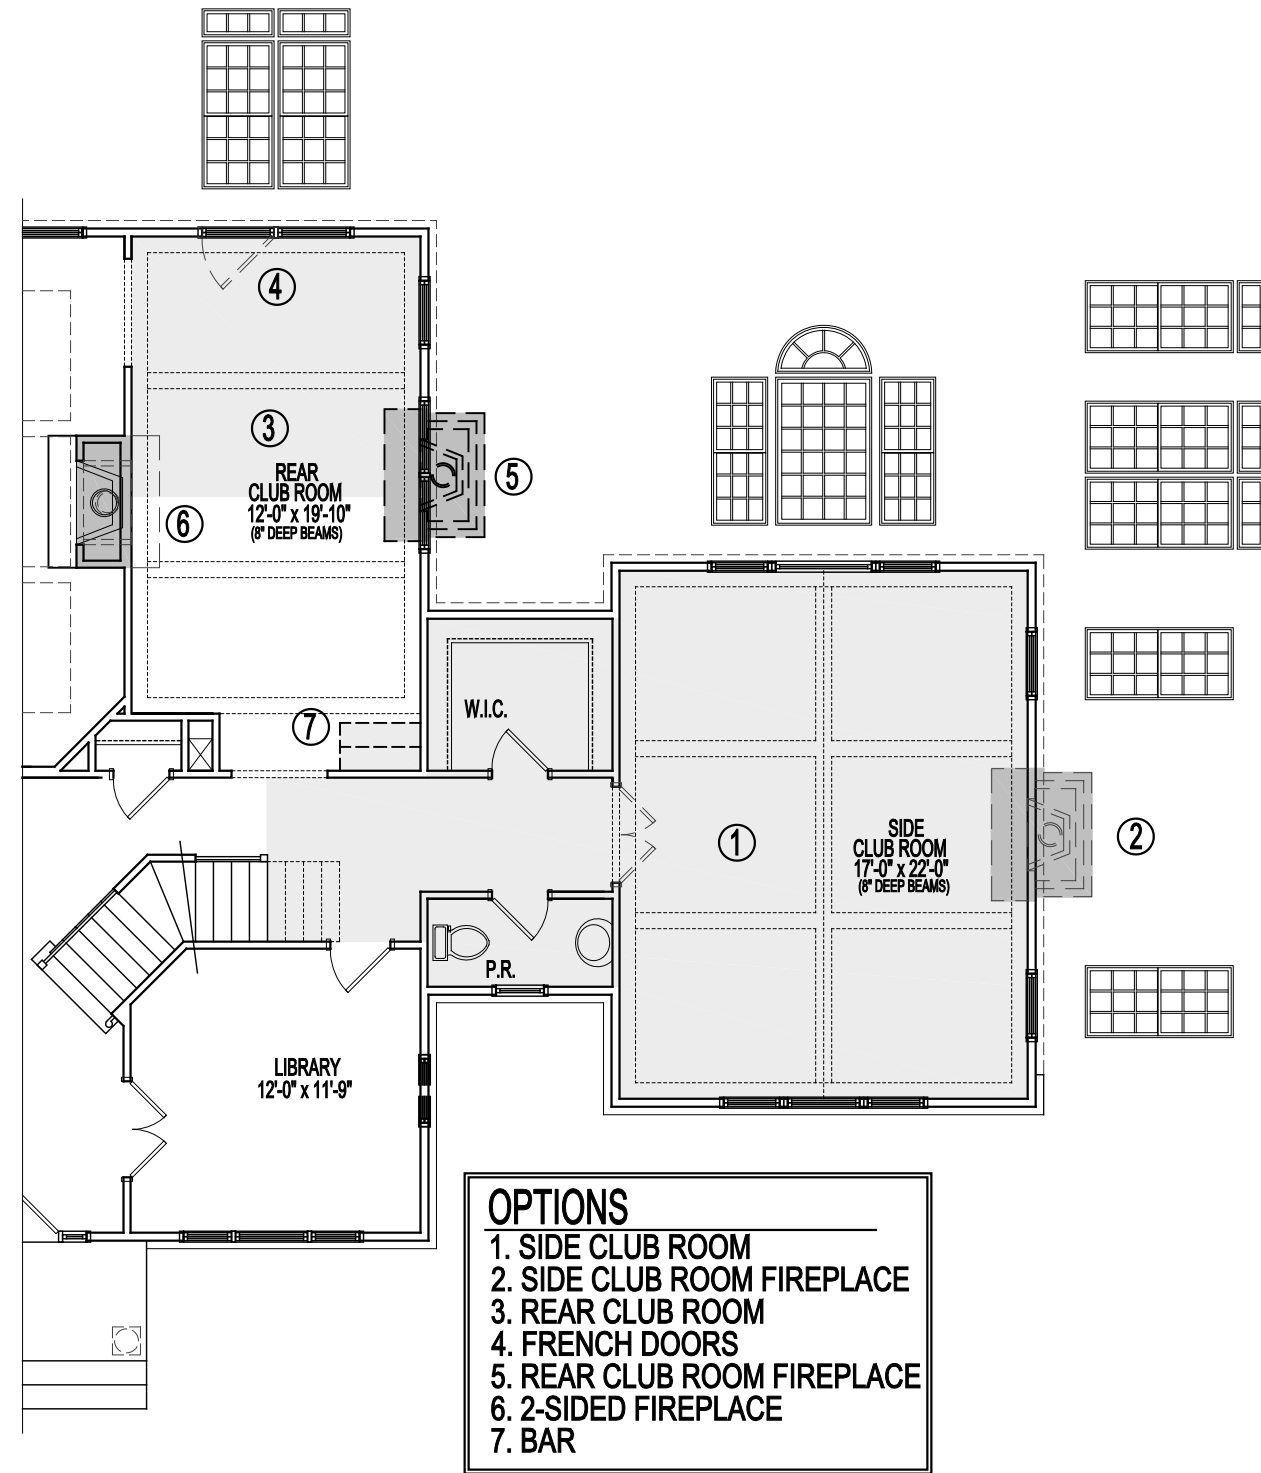 4
3
REAR
CLUB ROOM
12'-0" x 19'-10"
(8" DEEP BEAMS)
5
6
7
W.I.C.
1
SIDE
CLUB ROOM
17'-0" x 22'-0"
(8" DEEP BEAMS)
2
P.R.
LIBRARY
12'-0" x 11'-9"
OPTIONS
1. SIDE CLUB ROOM
2. SIDE CLUB ROOM FIREPLACE
3. REAR CLUB ROOM
4. FRENCH DOORS
5. REAR CLUB ROOM FIREPLACE
6. 2-SIDED FIREPLACE
7. BAR